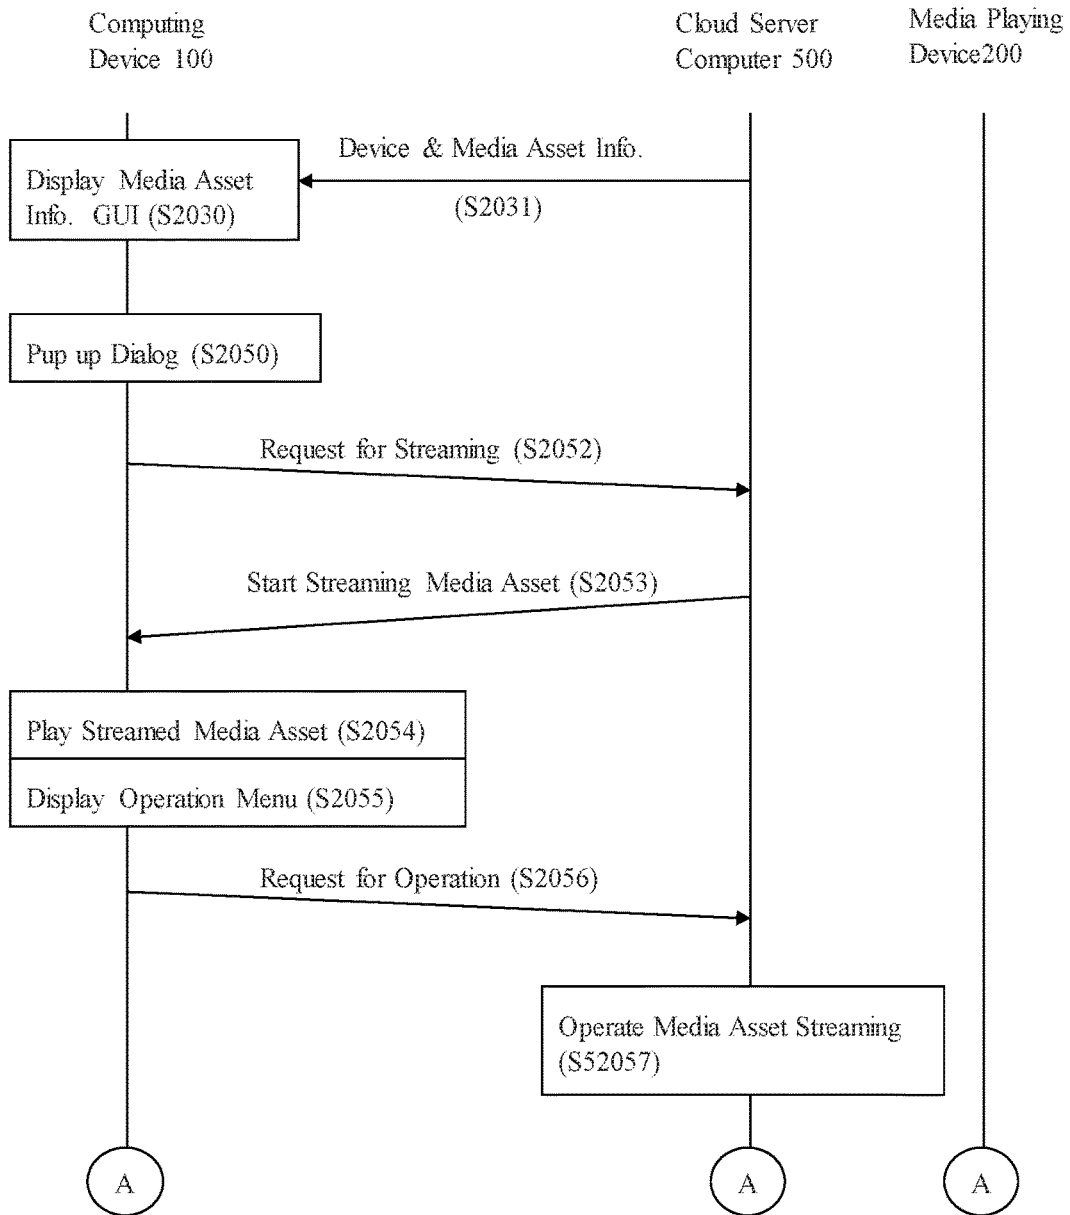 Computing
Device 100
Cloud Server
Computer 500
Media Playing
Device200
Device & Media Asset Info.
(S2031)
Display Media Asset
Info. GUI (S2030)
Pup up Dialog (S2050)
Request for Streaming (S2052)
Start Streaming Media Asset (S2053)
Play Streamed Media Asset (S2054)
Display Operation Menu (S2055)
Request for Operation (S2056)
Operate Media Asset Streaming
(S52057)
A
A
A